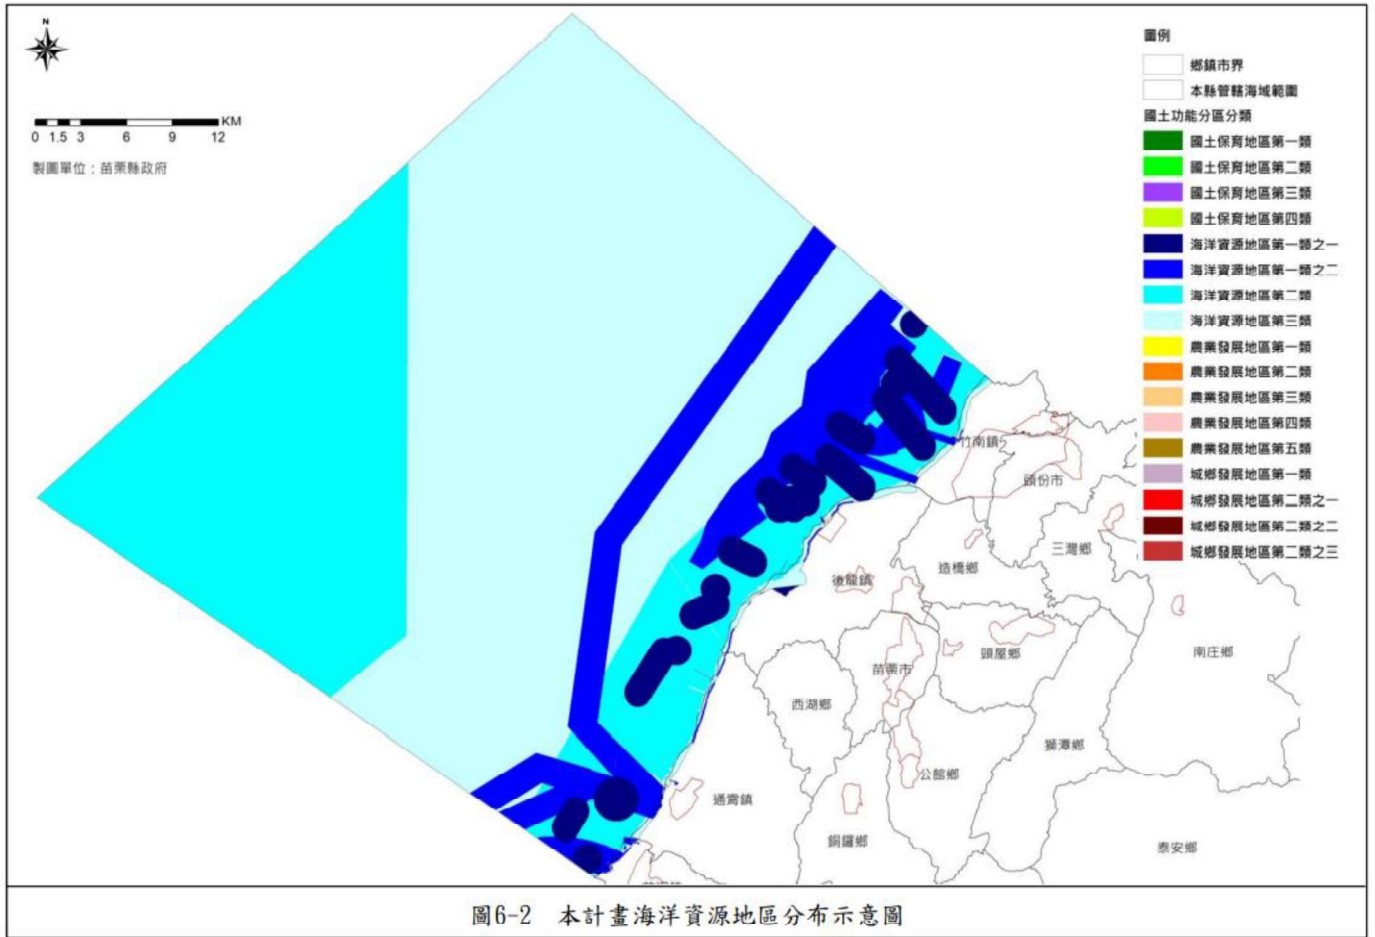 N
KM
0 1.5 3 6 9 12
製圖單位：苗栗縣政府
圖例
鄉鎮市界
本縣管轄海域範圍
國土功能分區分類
國土保育地區第一類
國土保育地區第二類
國土保育地區第三類
國土保育地區第四類
海洋資源地區第一類之一
海洋資源地區第一類之二
海洋資源地區第二類
海洋資源地區第三類
農業發展地區第一類
農業發展地區第二類
農業發展地區第三類
農業發展地區第四類
農業發展地區第五類
城鄉發展地區第一類
城鄉發展地區第二類之一
城鄉發展地區第二類之二
城鄉發展地區第二類之三
竹南鎮
頭份市
三灣鄉
造橋鄉
後龍鎮
南庄鄉
頭屋鄉
苗栗市
西湖鄉
獅潭鄉
公館鄉
通霄鎮
銅鑼鄉
泰安鄉
圖6-2 本計畫海洋資源地區分布示意圖